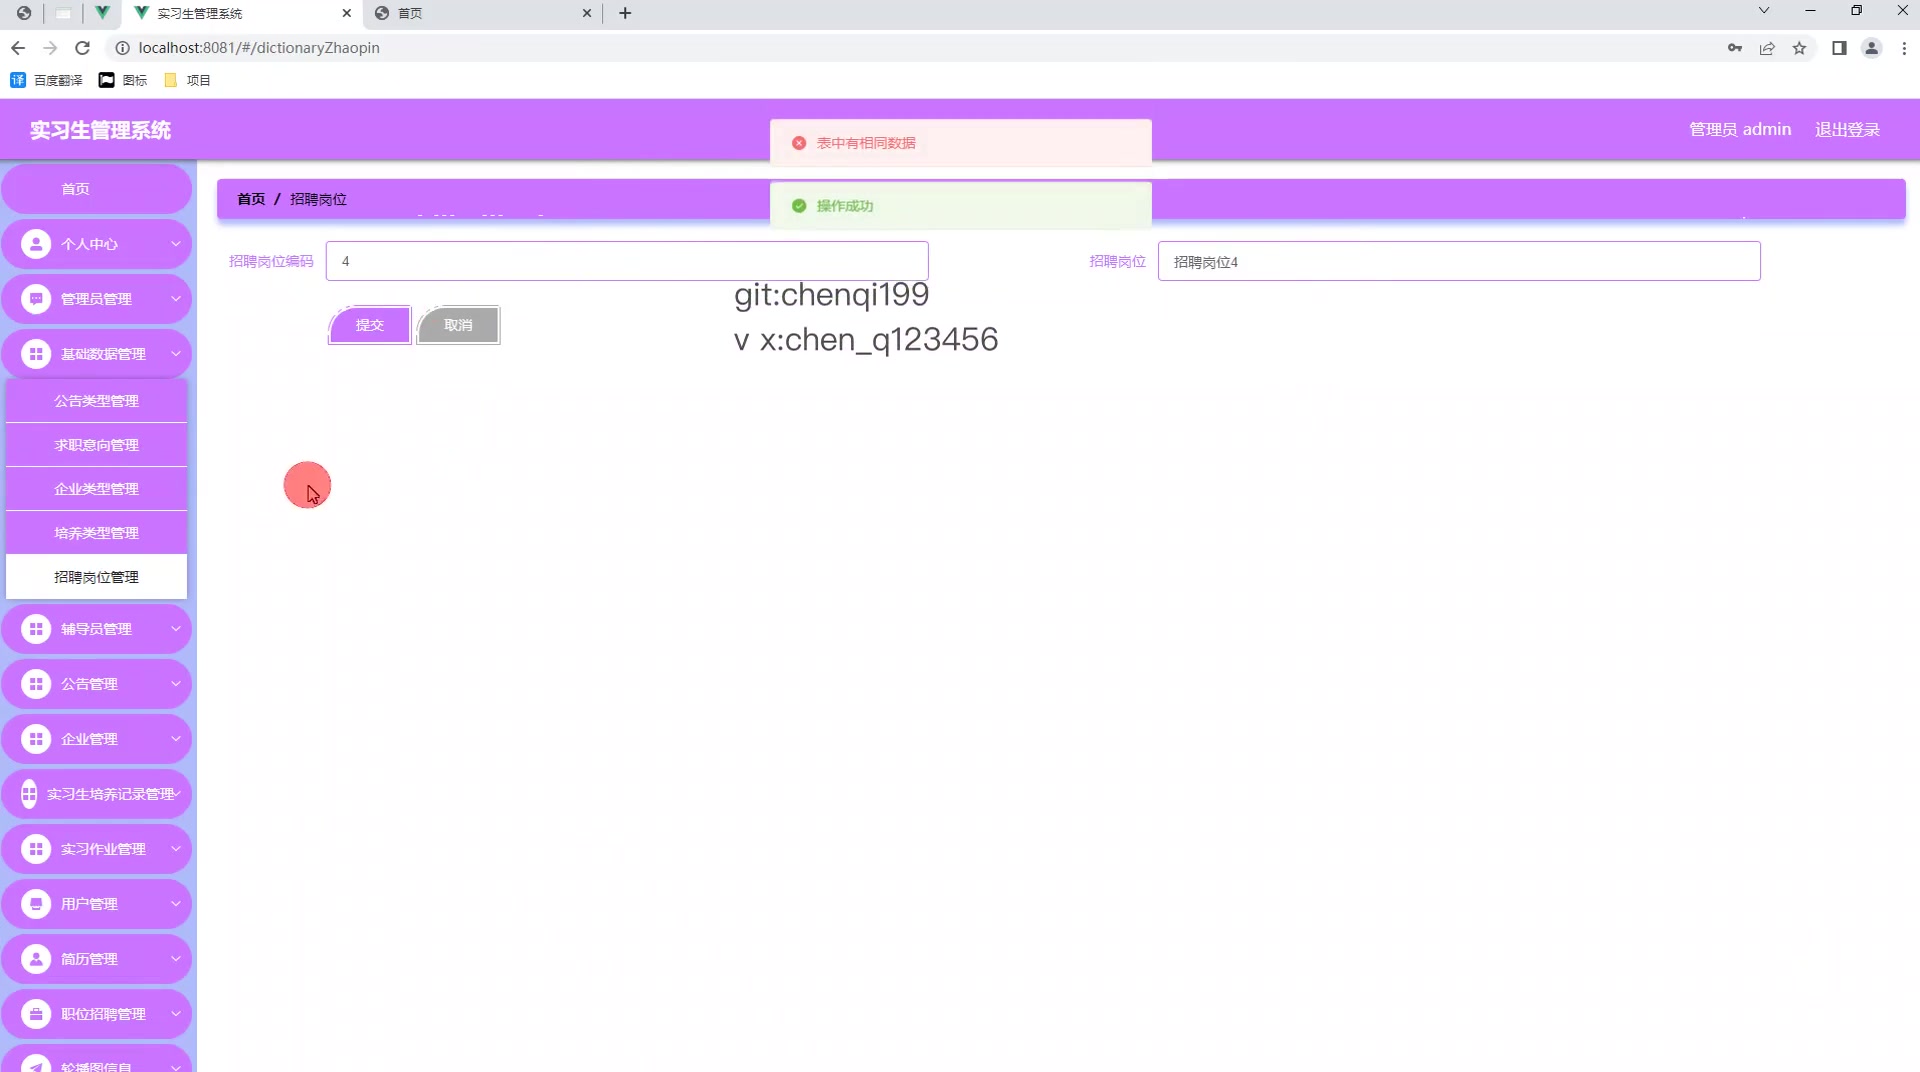 实习生管理系统
首页
localhost:8081/#/dictionaryZhaopin
百度翻译
图标
项目
实习生管理系统
管理员 admin
退出登录
表中有相同数据
操作成功
首页 / 招聘岗位
招聘岗位编码
4
招聘岗位
招聘岗位4
提交
取消
git:chenqi199
v x:chen_q123456
首页
个人中心
管理员管理
基础数据管理
公告类型管理
求职意向管理
企业类型管理
培养类型管理
招聘岗位管理
辅导员管理
公告管理
企业管理
实习生培养记录管理
实习作业管理
用户管理
简历管理
职位招聘管理
轮播图信息